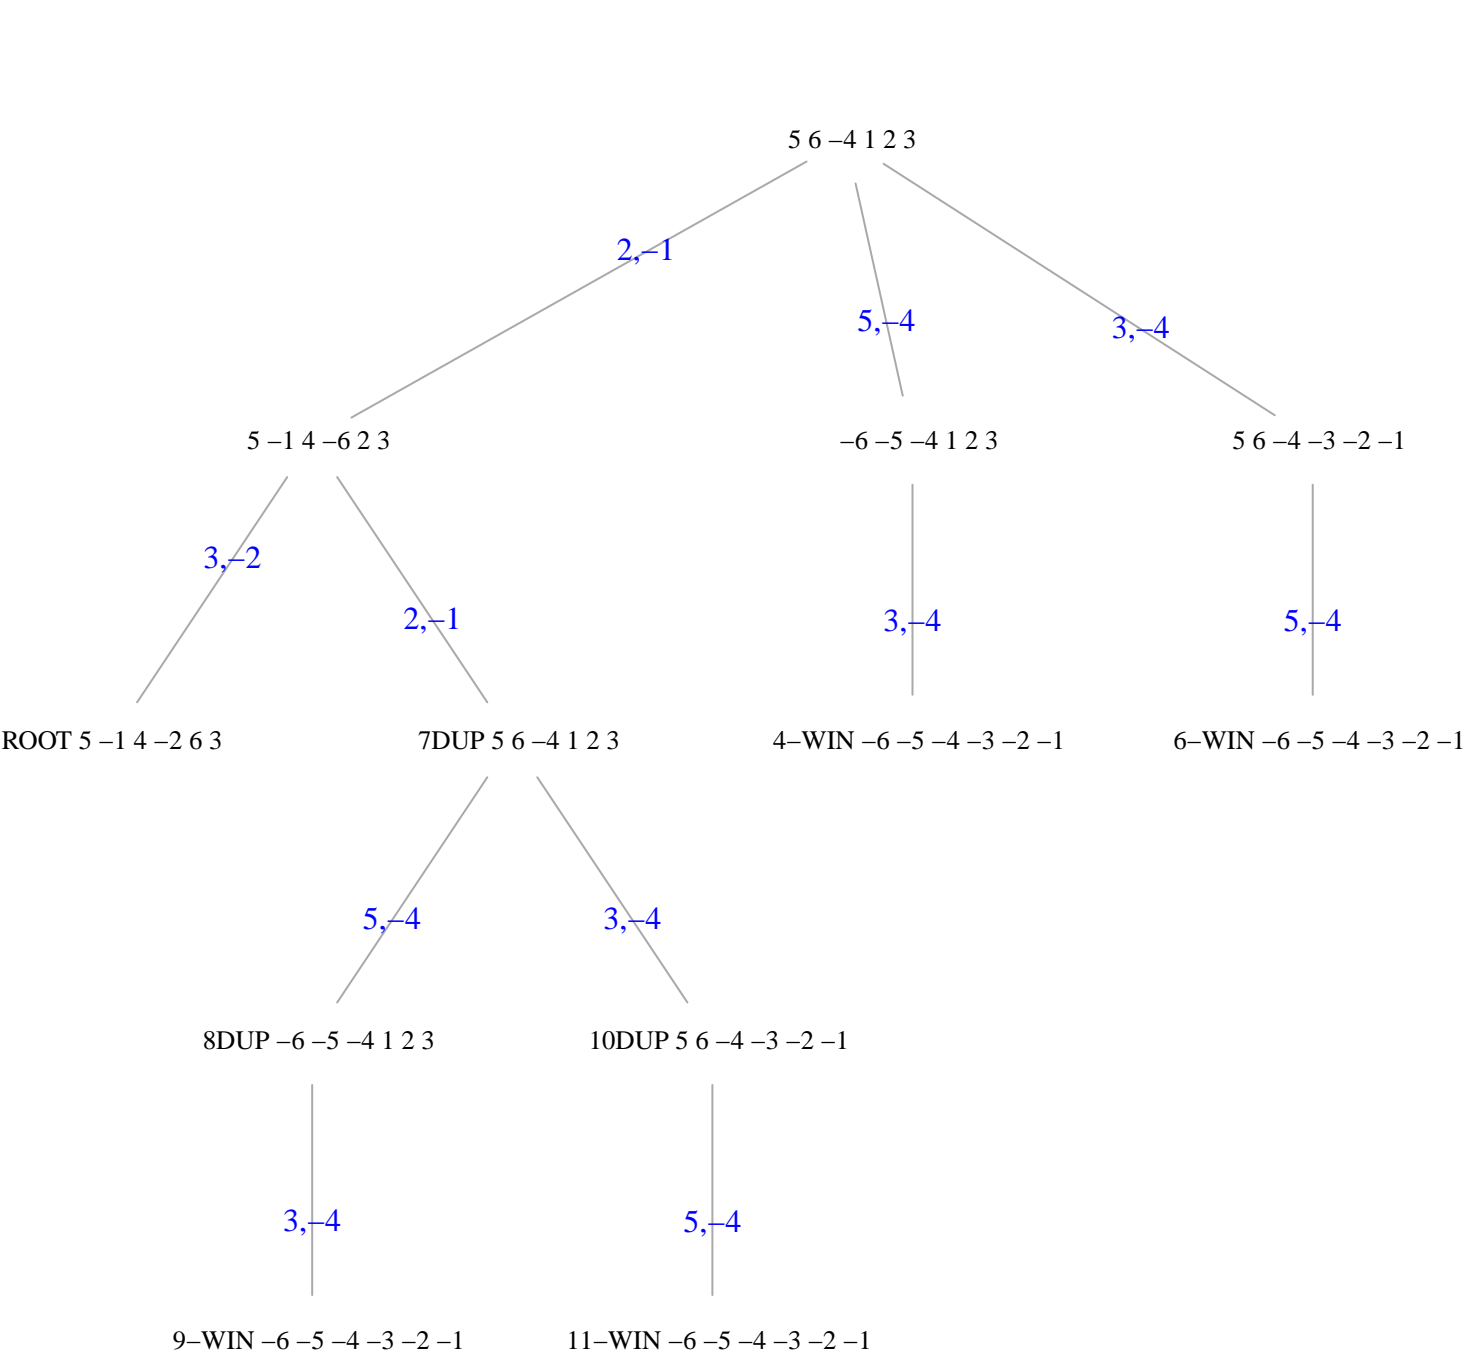 5 6 –4 1 2 3
2,–1
5,–4
3,–4
5 –1 4 –6 2 3
–6 –5 –4 1 2 3
5 6 –4 –3 –2 –1
3,–2
2,–1
3,–4
5,–4
ROOT 5 –1 4 –2 6 3
7DUP 5 6 –4 1 2 3
4–WIN –6 –5 –4 –3 –2 –1
6–WIN –6 –5 –4 –3 –2 –1
5,–4
3,–4
8DUP –6 –5 –4 1 2 3
10DUP 5 6 –4 –3 –2 –1
3,–4
5,–4
9–WIN –6 –5 –4 –3 –2 –1
11–WIN –6 –5 –4 –3 –2 –1